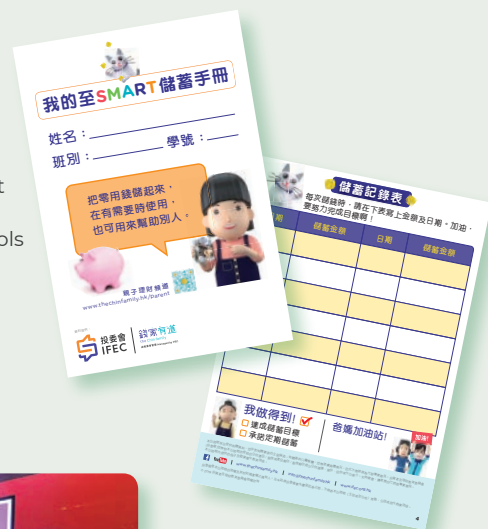 t
ols
我的至SMART儲蓄手冊
姓名：
班別：
學號：
把零用錢儲起來，
在有需要時使用，
也可用來幫助別人。
親子理財頻道
www.thechinfamily.hk/parent
投委會
IFEC
錢家有道
儲蓄記錄表
每次儲錢時，請在下表寫上金額及日期。加油，
要努力完成目標啊！
期 儲蓄金額 日期 儲蓄金額
我做得到!
達成儲蓄目標
承諾定期儲蓄
爸媽加油站!
加油!
4